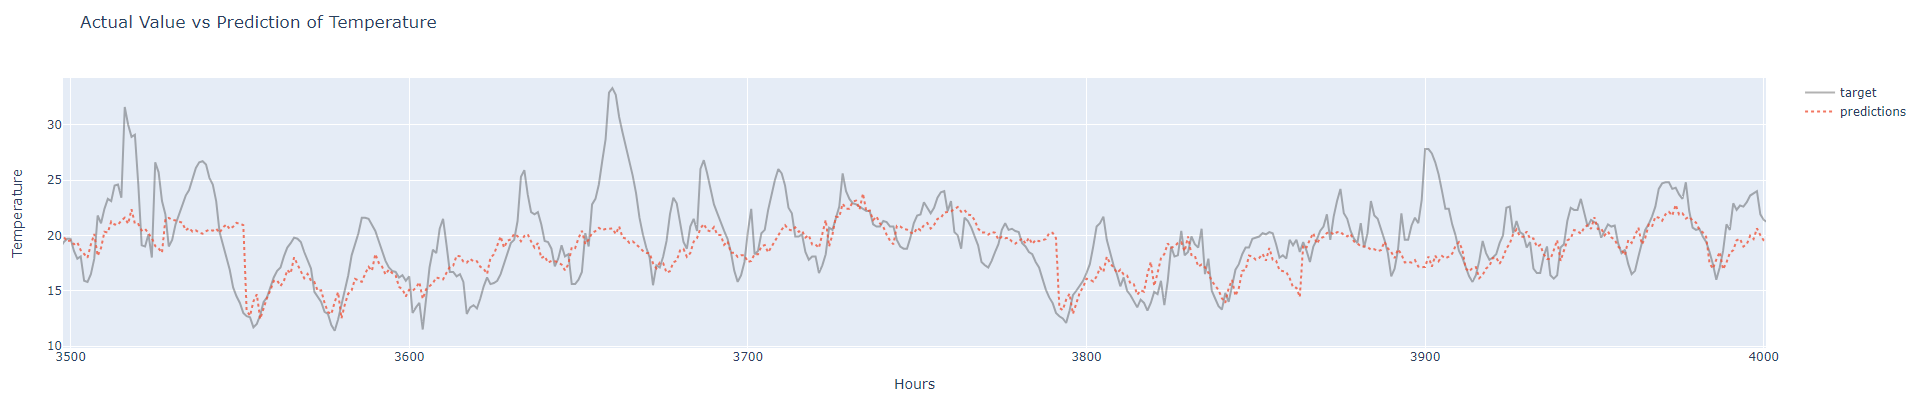 Actual Value vs Prediction of Temperature
target
predictions
Temperature
30
25
20
15
10
3500
3600
3700
3800
3900
4000
Hours